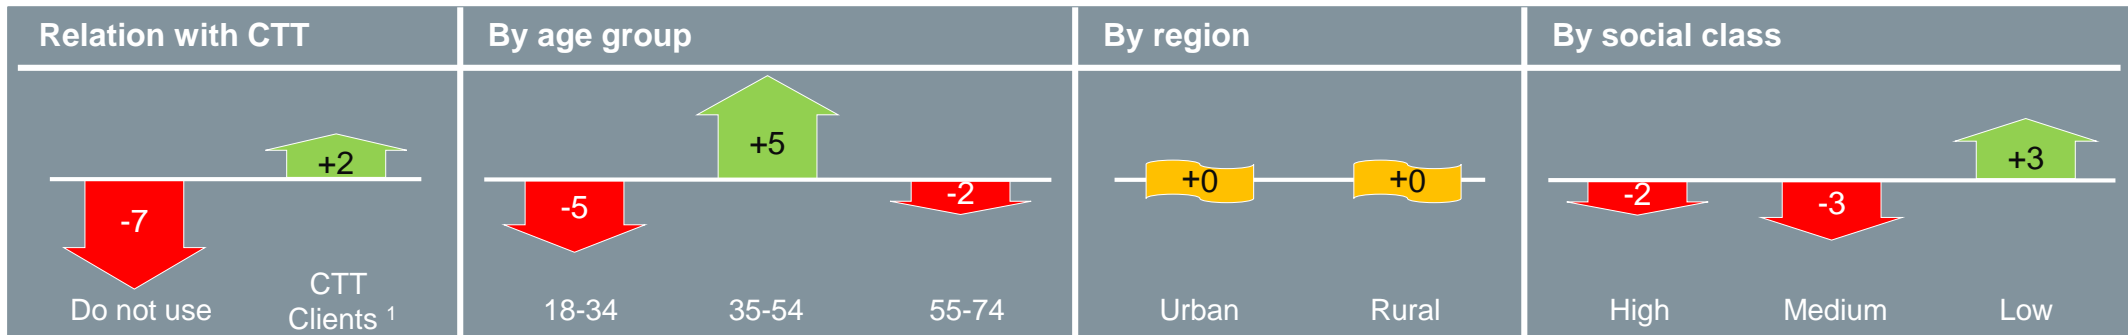 Relation with CTT
By age group
By region
By social class
-7
+2
-5
+5
-2
+0
+0
-2
-3
+3
Do not use
CTT
Clients ¹
18-34
35-54
55-74
Urban
Rural
High
Medium
Low